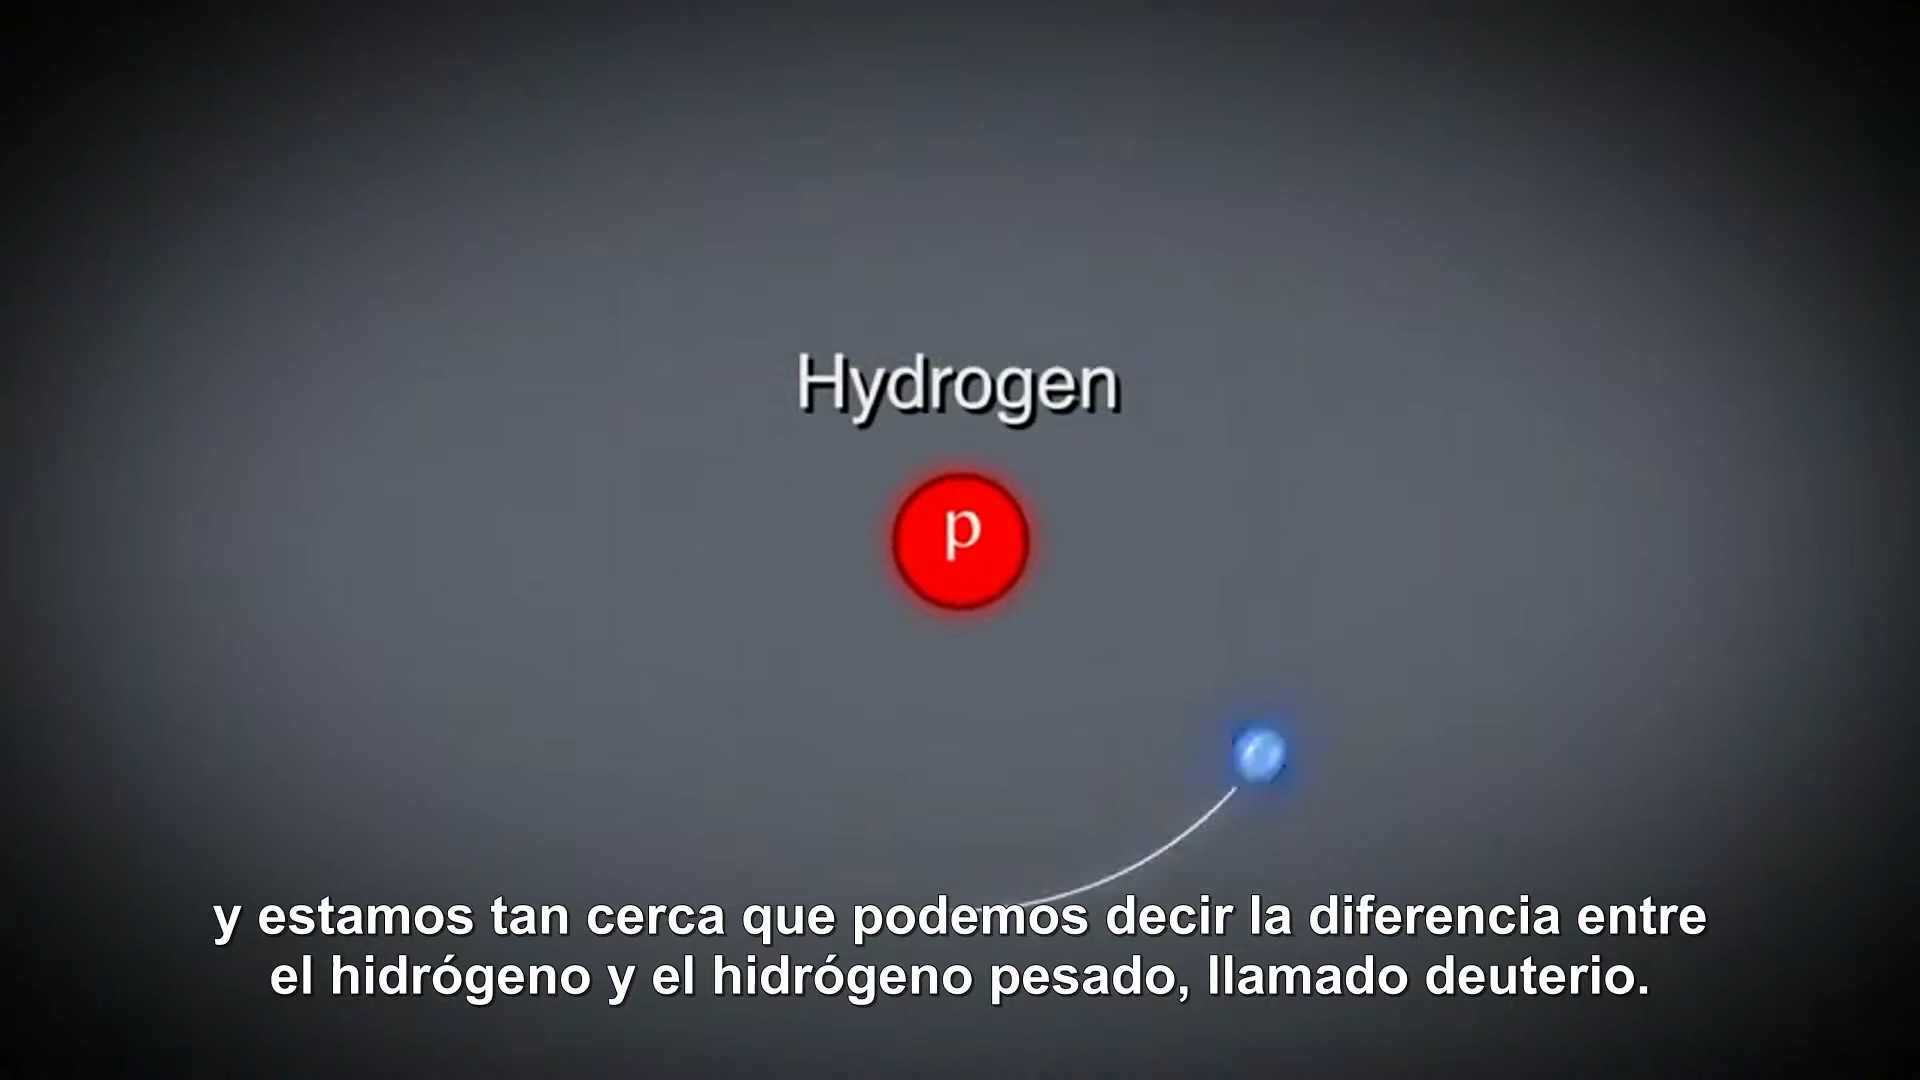 Hydrogen
p
y estamos tan cerca que podemos decir la diferencia entre
el hidrógeno y el hidrógeno pesado, llamado deuterio.